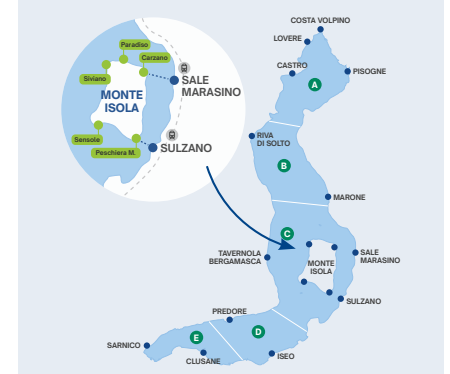 COSTA VOLPINO
LOVERE
CASTRO
PISOGNE
A
Paradiso
Carzano
Siviano
SALE
MARASINO
MONTE
ISOLA
Sensole
Peschiera M.
SULZANO
RIVA
DI SOLTO
B
MARONE
C
TAVERNOLA
BERGAMASCA
SALE
MARASINO
MONTE
ISOLA
SULZANO
PREDORE
D
E
SARNICO
CLUSANE
ISEO